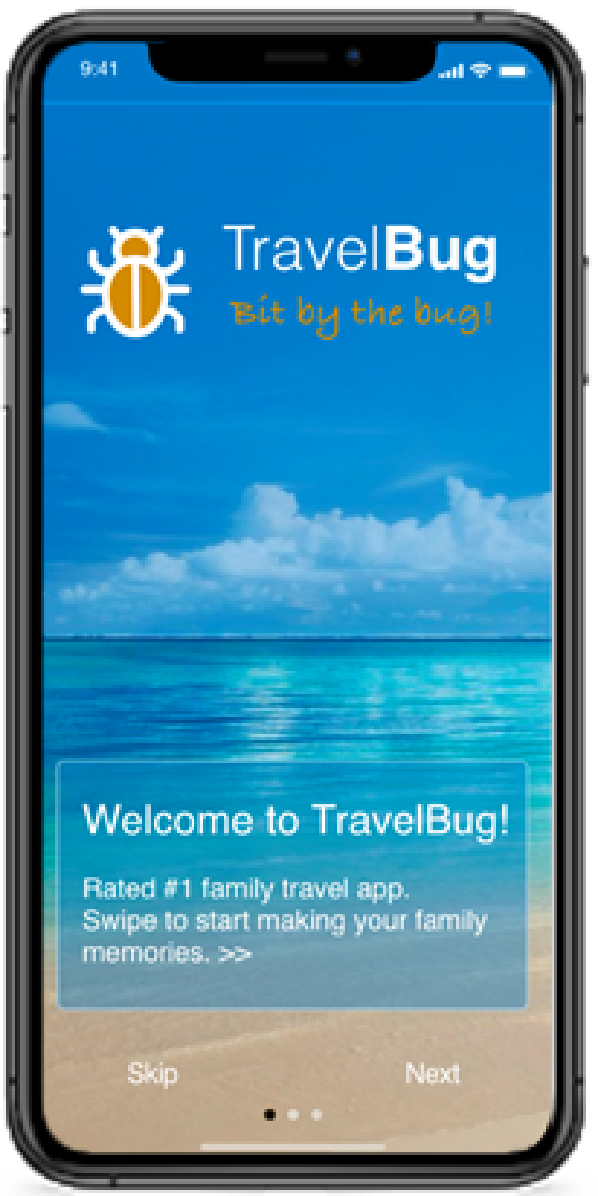 9:41
TravelBug
Bit by the bug!
Welcome to TravelBug!
Rated #1 family travel app.
Swipe to start making your family
memories. >>
Skip
Next